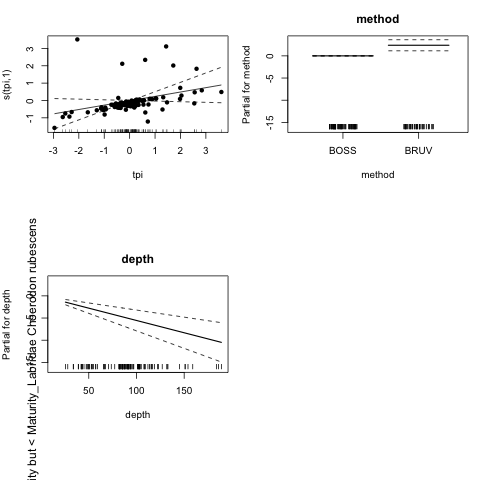 s(tpi,1)
3
2
1
0
-1
-3 -2 -1 0 1 2 3
tpi
method
Partial for method
0
-5
-15
BOSS BRUV
method
depth
Partial for depth
50 100 150
depth
ity but < Maturity_Labridae Choerodon rubescens